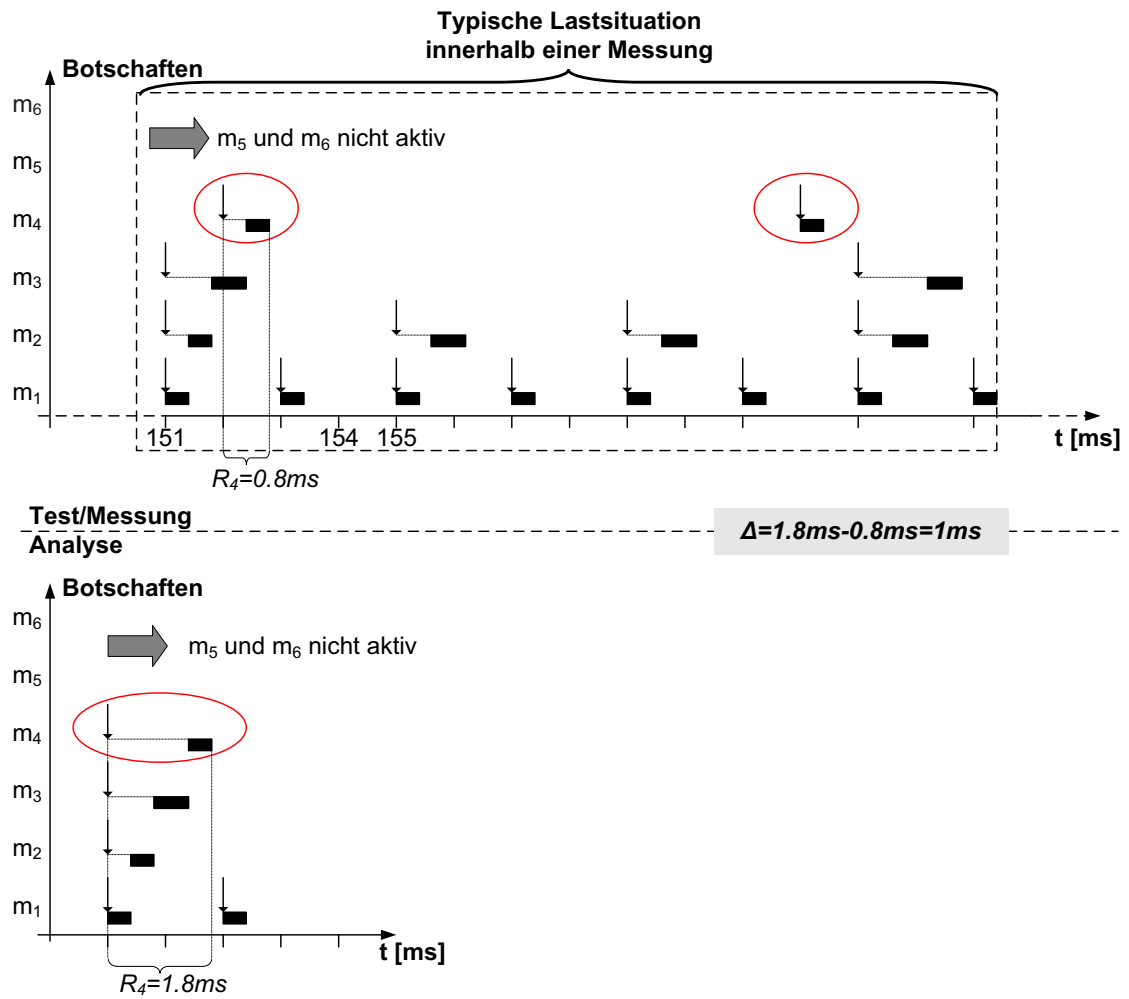 Typische Lastsituation
innerhalb einer Messung
Botschaften
m₆
m₅ und m₆ nicht aktiv
m₅
m₄
m₃
m₂
m₁
151 154 155
t [ms]
R₄=0.8ms
Test/Messung
Δ=1.8ms-0.8ms=1ms
Analyse
Botschaften
m₆
m₅ und m₆ nicht aktiv
m₅
m₄
m₃
m₂
m₁
t [ms]
R₄=1.8ms